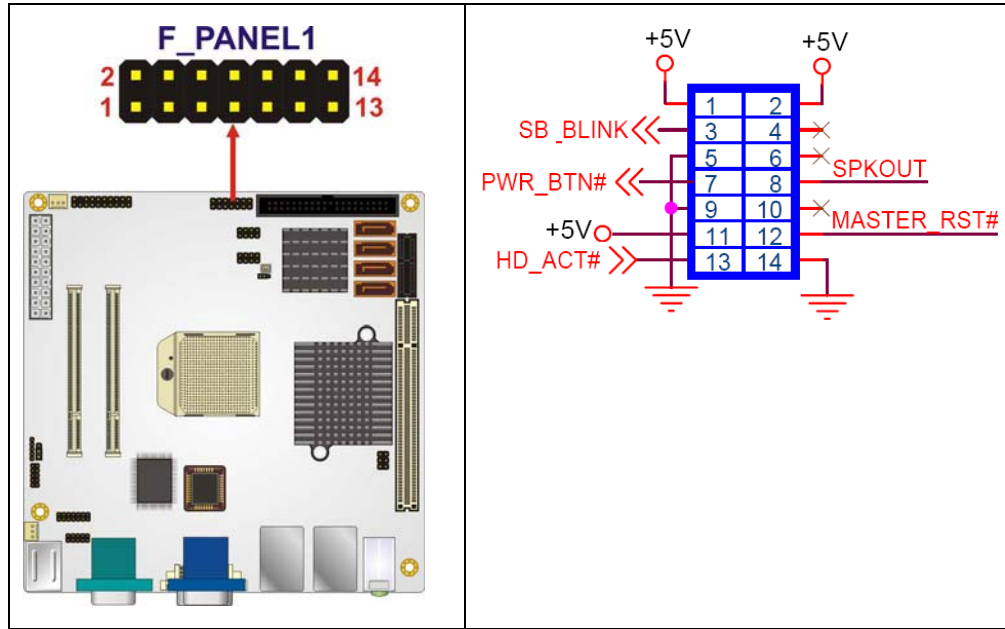 F_PANEL1
2 14
1 13
+5V +5V
1 2
SB_BLINK 3 4
5 6
SPKOUT
PWR_BTN# 7 8
9 10
MASTER_RST#
+5V 11 12
HD_ACT# 13 14